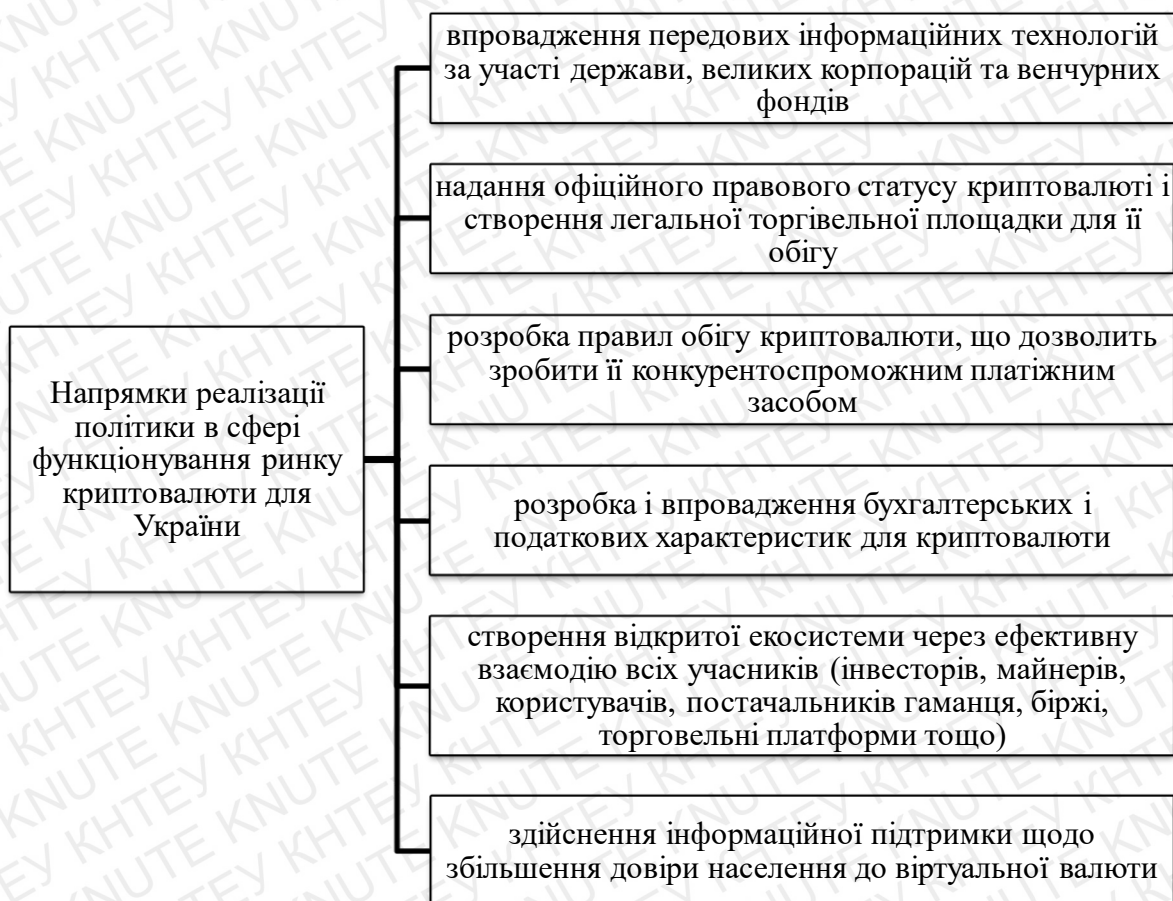 впровадження передових інформаційних технологій
за участі держави, великих корпорацій та венчурних
фондів
надання офіційного правового статусу криптовалюті і
створення легальної торгівельної площадки для її
обігу
розробка правил обігу криптовалюти, що дозволить
зробити її конкурентоспроможним платіжним
засобом
Напрямки реалізації
політики в сфері
функціонування ринку
криптовалюти для
України
розробка і впровадження бухгалтерських і
податкових характеристик для криптовалюти
створення відкритої екосистеми через ефективну
взаємодію всіх учасників (інвесторів, майнерів,
користувачів, постачальників гаманця, біржі,
торговельні платформи тощо)
здійснення інформаційної підтримки щодо
збільшення довіри населення до віртуальної валюти